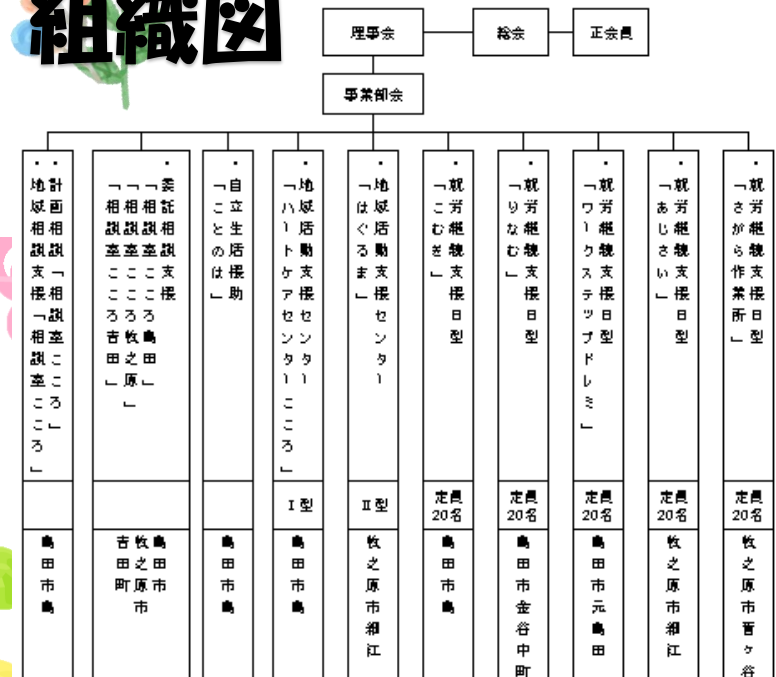 組織図
理事会
総会
正会員
事業部会
・計画相談「相談室こころ」
・地域相談支援「相談室こころ」
島田市島
・委託相談支援
「相談室こころ島田」
「相談室こころ牧之原」
「相談室こころ吉田」
島田市
牧之原市
吉田町
・自立生活援助
「ことのは」
島田市島
・地域活動支援センター
「ハートケアセンターこころ」
Ⅰ型
島田市島
・地域活動支援センター
「はぐるま」
Ⅱ型
牧之原市細江
・就労継続支援B型
「こむぎ」
定員
20名
島田市島
・就労継続支援B型
「りなむ」
定員
20名
島田市金谷中町
・就労継続支援B型
「ワークステップドレミ」
定員
20名
島田市元島田
・就労継続支援B型
「あじさい」
定員
20名
牧之原市細江
・就労継続支援B型
「さがら作業所」
定員
20名
牧之原市菅ヶ谷